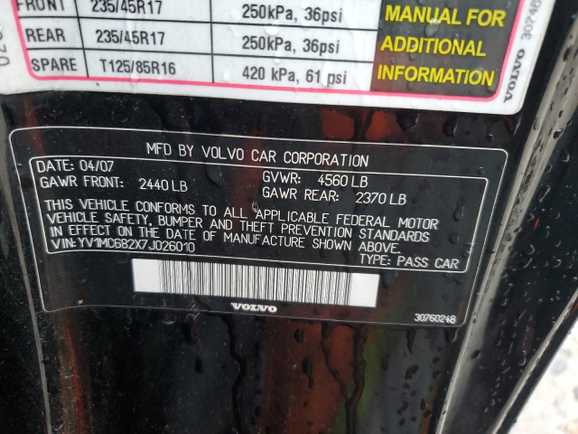 FRONT 235/45R17 250kPa, 36psi
REAR 235/45R17 250kPa, 36psi
SPARE T125/85R16 420 kPa, 61 psi
MANUAL FOR
ADDITIONAL
INFORMATION
VOLVO 30748
MFD BY VOLVO CAR CORPORATION
DATE: 04/07 GVWR: 4560 LB
GAWR FRONT: 2440 LB GAWR REAR: 2370 LB
THIS VEHICLE CONFORMS TO ALL APPLICABLE FEDERAL MOTOR
VEHICLE SAFETY, BUMPER AND THEFT PREVENTION STANDARDS
IN EFFECT ON THE DATE OF MANUFACTURE SHOWN ABOVE.
VIN: YV1MC682X7J026010
TYPE: PASS CAR
VOLVO 30760248